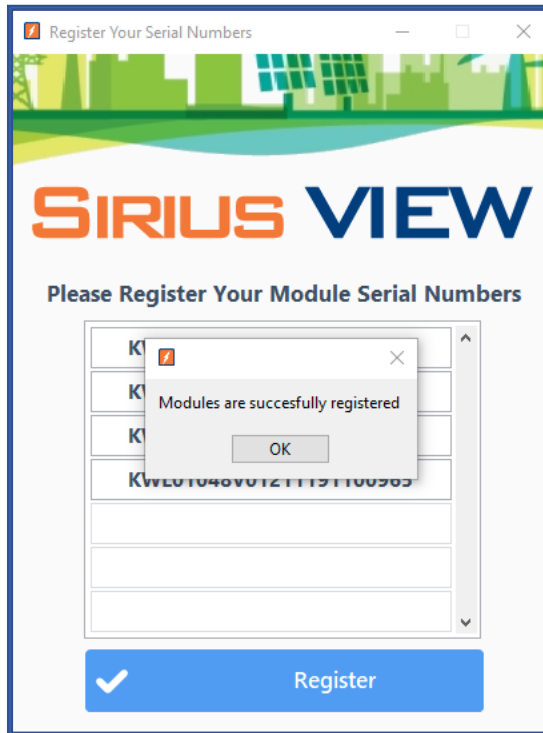 Register Your Serial Numbers
SIRIUS VIEW
Please Register Your Module Serial Numbers
Modules are succesfully registered
OK
Register